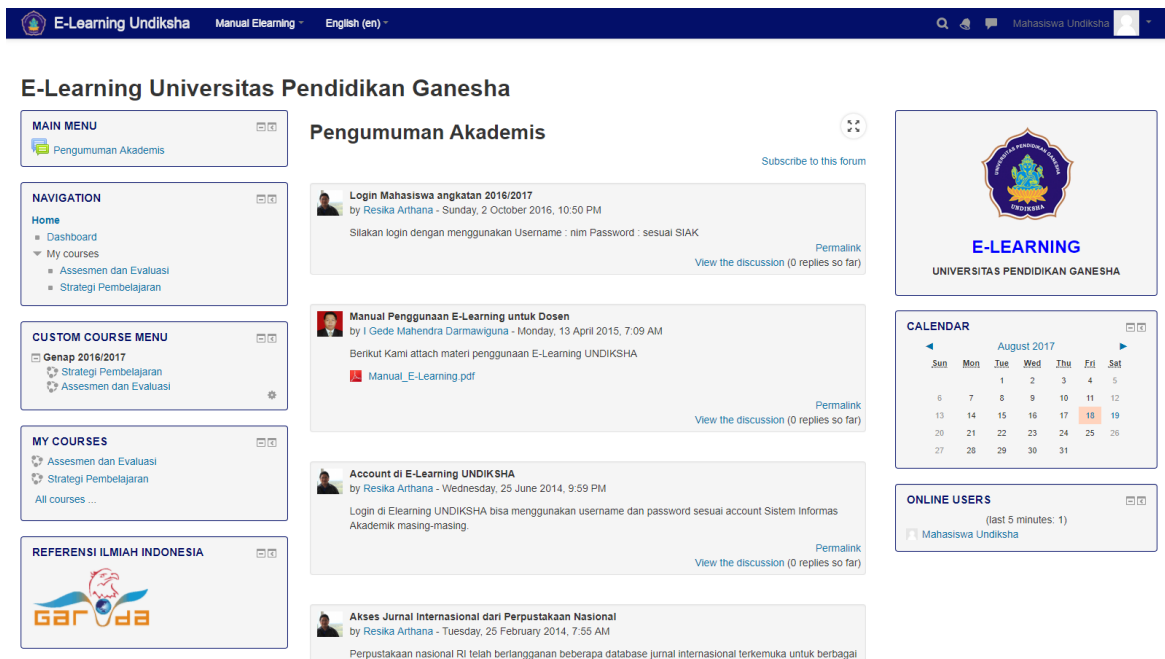 E-Learning Undiksha
Manual Elearning
English (en)
Mahasiswa Undiksha
E-Learning Universitas Pendidikan Ganesha
MAIN MENU
Pengumuman Akademis
NAVIGATION
Home
Dashboard
My courses
Assesmen dan Evaluasi
Strategi Pembelajaran
CUSTOM COURSE MENU
Genap 2016/2017
Strategi Pembelajaran
Assesmen dan Evaluasi
MY COURSES
Assesmen dan Evaluasi
Strategi Pembelajaran
All courses ...
REFERENSI ILMIAH INDONESIA
GARUDA
Pengumuman Akademis
Subscribe to this forum
Login Mahasiswa angkatan 2016/2017
by Resika Arthana - Sunday, 2 October 2016, 10:50 PM
Silakan login dengan menggunakan Username : nim Password : sesuai SIAK
Permalink
View the discussion (0 replies so far)
Manual Penggunaan E-Learning untuk Dosen
by I Gede Mahendra Darmawiguna - Monday, 13 April 2015, 7:09 AM
Berikut Kami attach materi penggunaan E-Learning UNDIKSHA
Manual_E-Learning.pdf
Permalink
View the discussion (0 replies so far)
Account di E-Learning UNDIKSHA
by Resika Arthana - Wednesday, 25 June 2014, 9:59 PM
Login di Elearning UNDIKSHA bisa menggunakan username dan password sesuai account Sistem Informas
Akademik masing-masing.
Permalink
View the discussion (0 replies so far)
Akses Jurnal Internasional dari Perpustakaan Nasional
by Resika Arthana - Tuesday, 25 February 2014, 7:55 AM
Perpustakaan nasional RI telah berlangganan beberapa database jurnal internasional terkemuka untuk berbagai
UNIVERSITAS PENDIDIKAN GANESHA
UNDIKSHA
E-LEARNING
UNIVERSITAS PENDIDIKAN GANESHA
CALENDAR
August 2017
Sun Mon Tue Wed Thu Fri Sat
1 2 3 4 5
6 7 8 9 10 11 12
13 14 15 16 17 18 19
20 21 22 23 24 25 26
27 28 29 30 31
ONLINE USERS
(last 5 minutes: 1)
Mahasiswa Undiksha